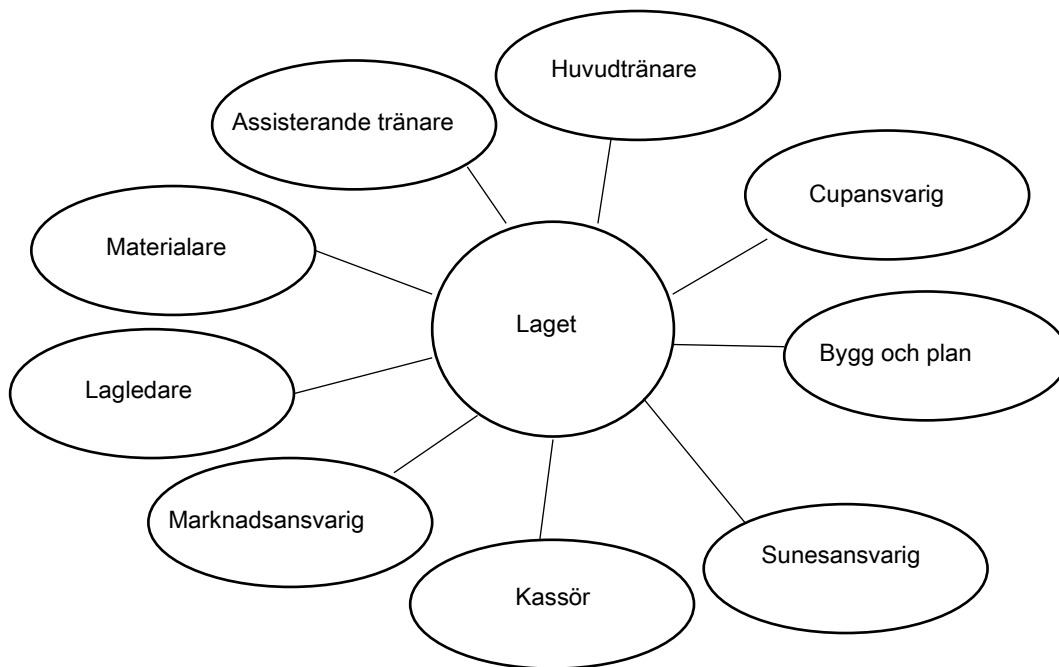 Huvudtränare
Assisterande tränare
Cupansvarig
Materialare
Laget
Bygg och plan
Lagledare
Marknadsansvarig
Sunesansvarig
Kassör